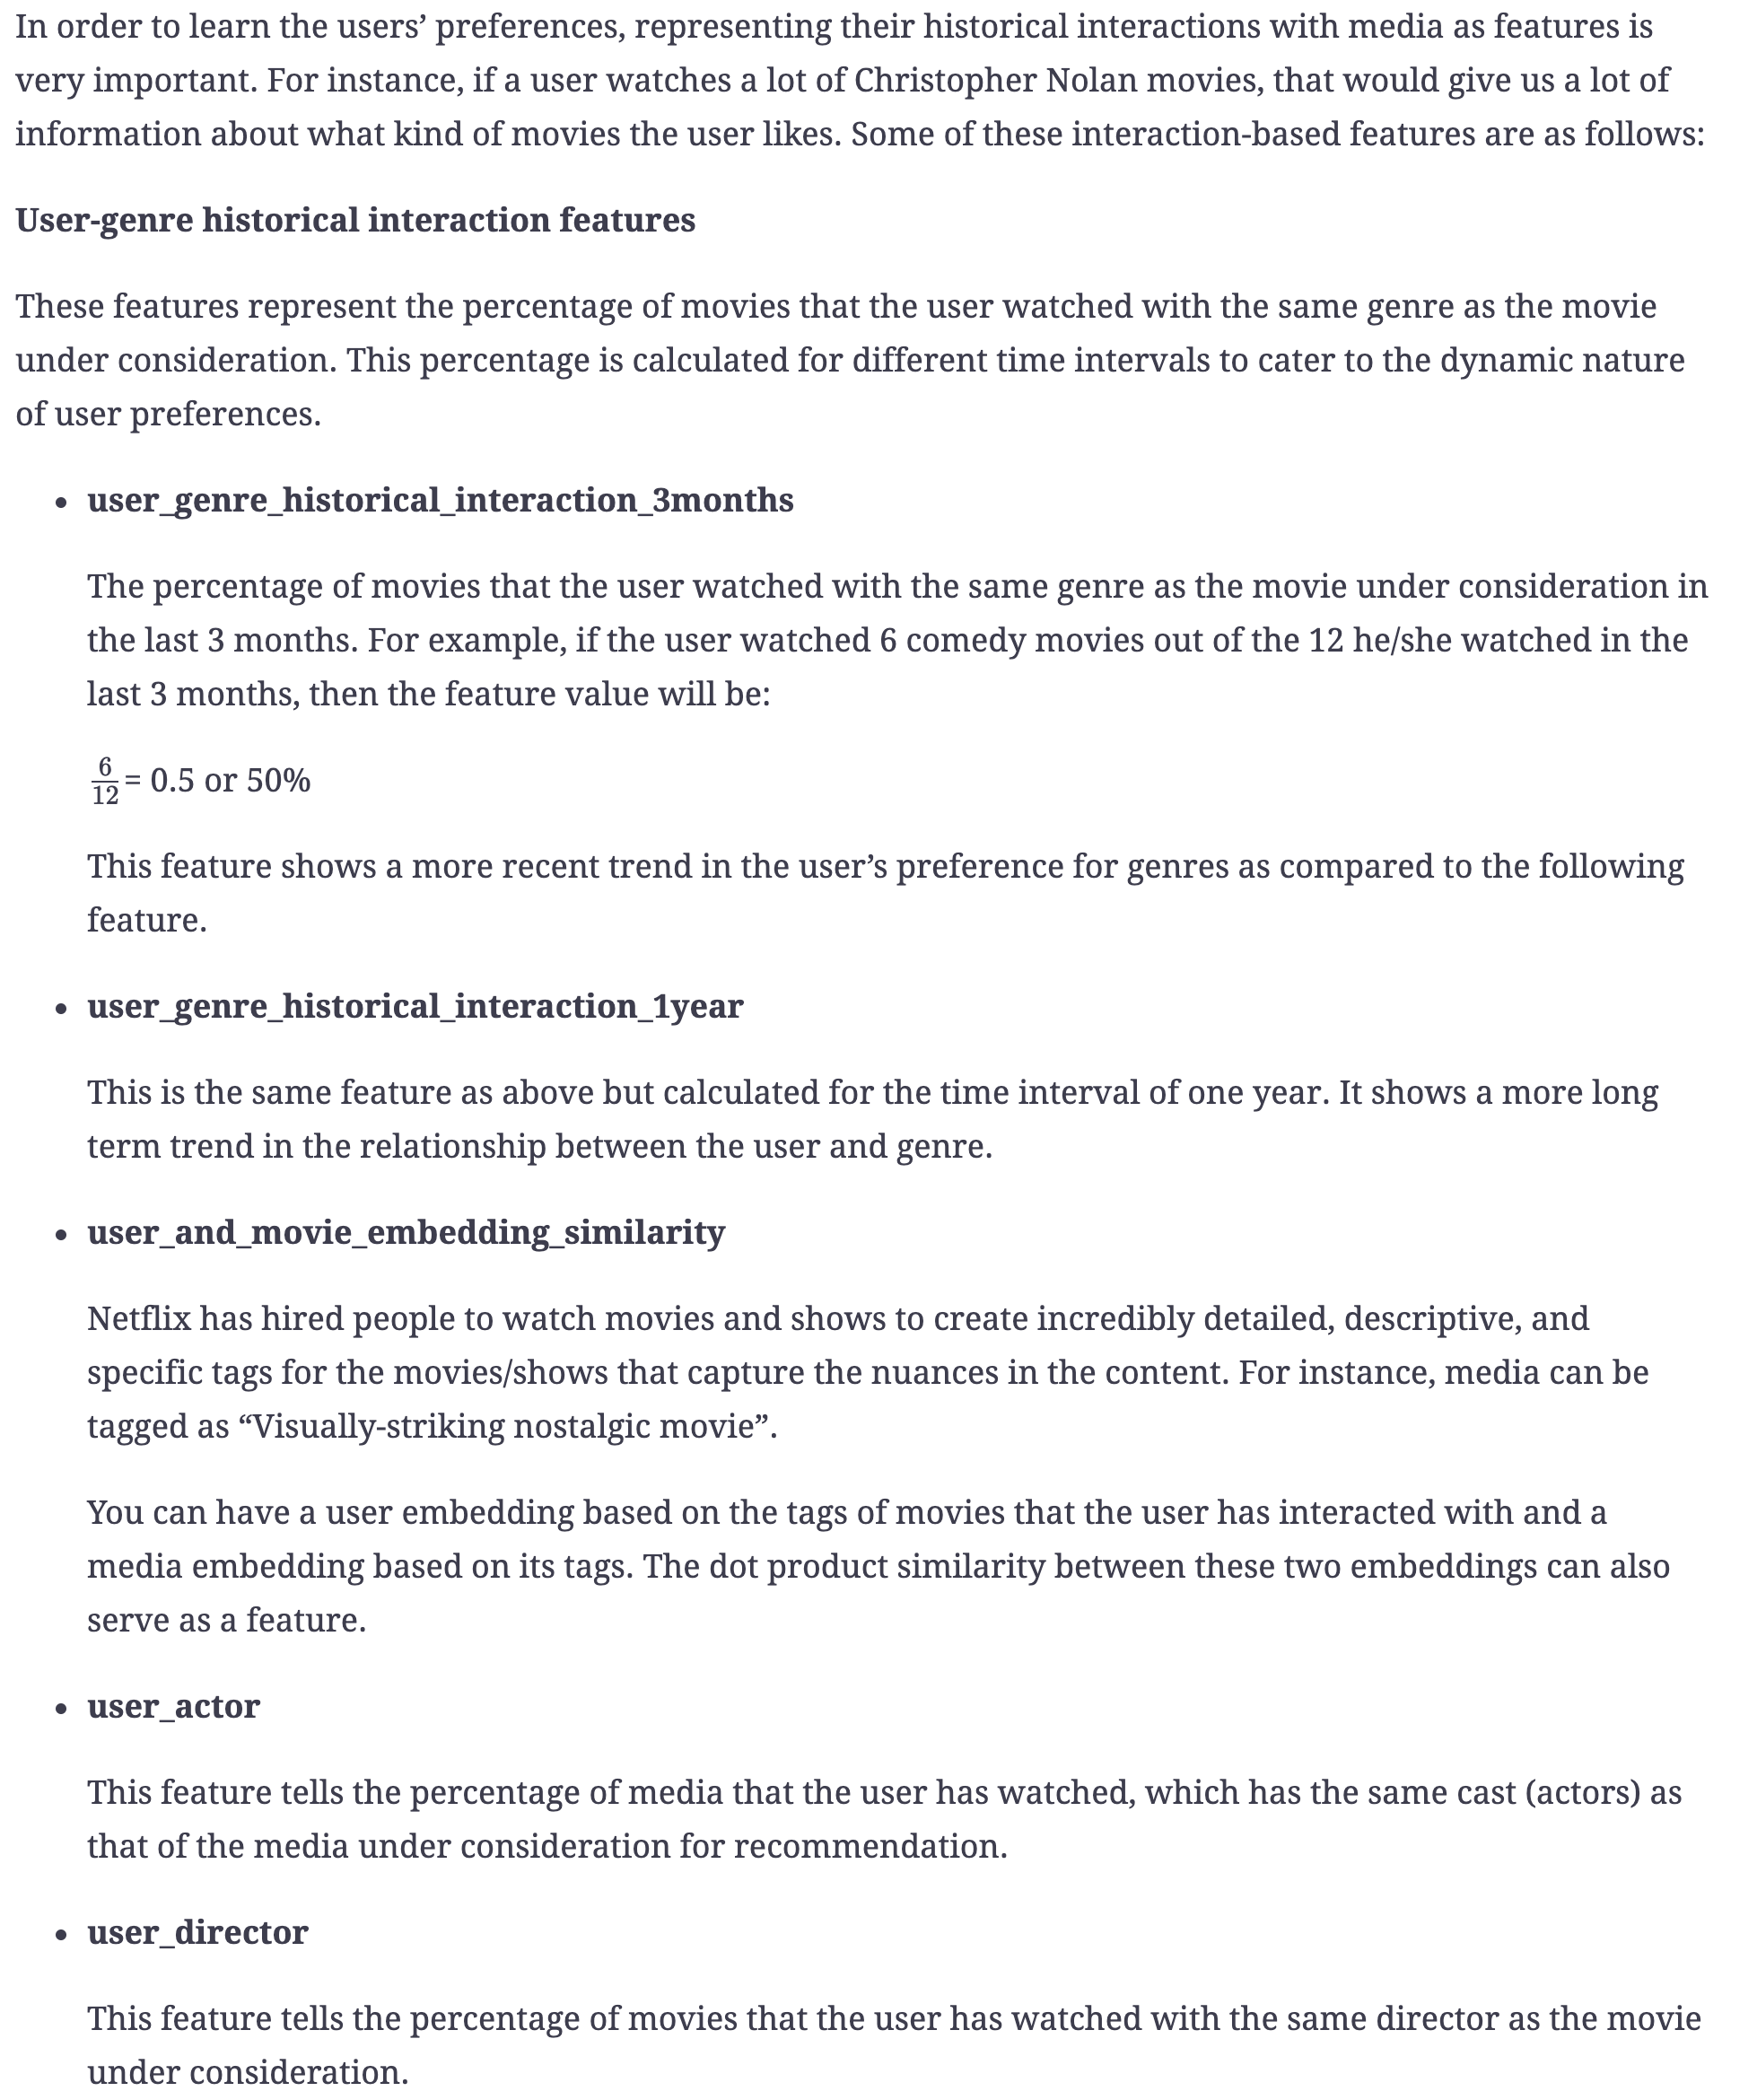 In order to learn the users’ preferences, representing their historical interactions with media as features is
very important. For instance, if a user watches a lot of Christopher Nolan movies, that would give us a lot of
information about what kind of movies the user likes. Some of these interaction-based features are as follows:
User-genre historical interaction features
These features represent the percentage of movies that the user watched with the same genre as the movie
under consideration. This percentage is calculated for different time intervals to cater to the dynamic nature
of user preferences.
• user_genre_historical_interaction_3months
The percentage of movies that the user watched with the same genre as the movie under consideration in
the last 3 months. For example, if the user watched 6 comedy movies out of the 12 he/she watched in the
last 3 months, then the feature value will be:
6/12 = 0.5 or 50%
This feature shows a more recent trend in the user’s preference for genres as compared to the following
feature.
• user_genre_historical_interaction_1year
This is the same feature as above but calculated for the time interval of one year. It shows a more long
term trend in the relationship between the user and genre.
• user_and_movie_embedding_similarity
Netflix has hired people to watch movies and shows to create incredibly detailed, descriptive, and
specific tags for the movies/shows that capture the nuances in the content. For instance, media can be
tagged as “Visually-striking nostalgic movie”.
You can have a user embedding based on the tags of movies that the user has interacted with and a
media embedding based on its tags. The dot product similarity between these two embeddings can also
serve as a feature.
• user_actor
This feature tells the percentage of media that the user has watched, which has the same cast (actors) as
that of the media under consideration for recommendation.
• user_director
This feature tells the percentage of movies that the user has watched with the same director as the movie
under consideration.